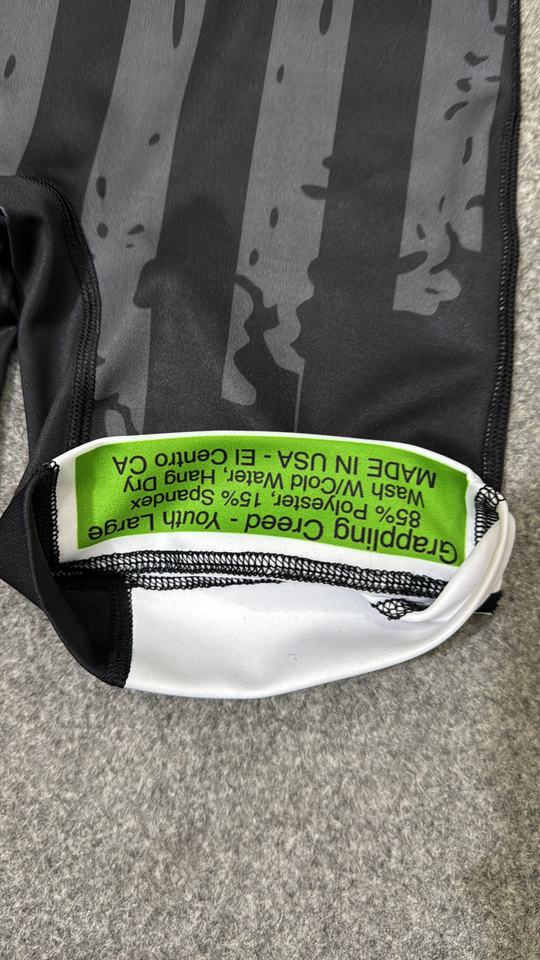 Grappling Creed - Youth Large
85% Polyester, 15% Spandex
Wash W/Cold Water, Hang Dry
MADE IN USA - El Centro CA